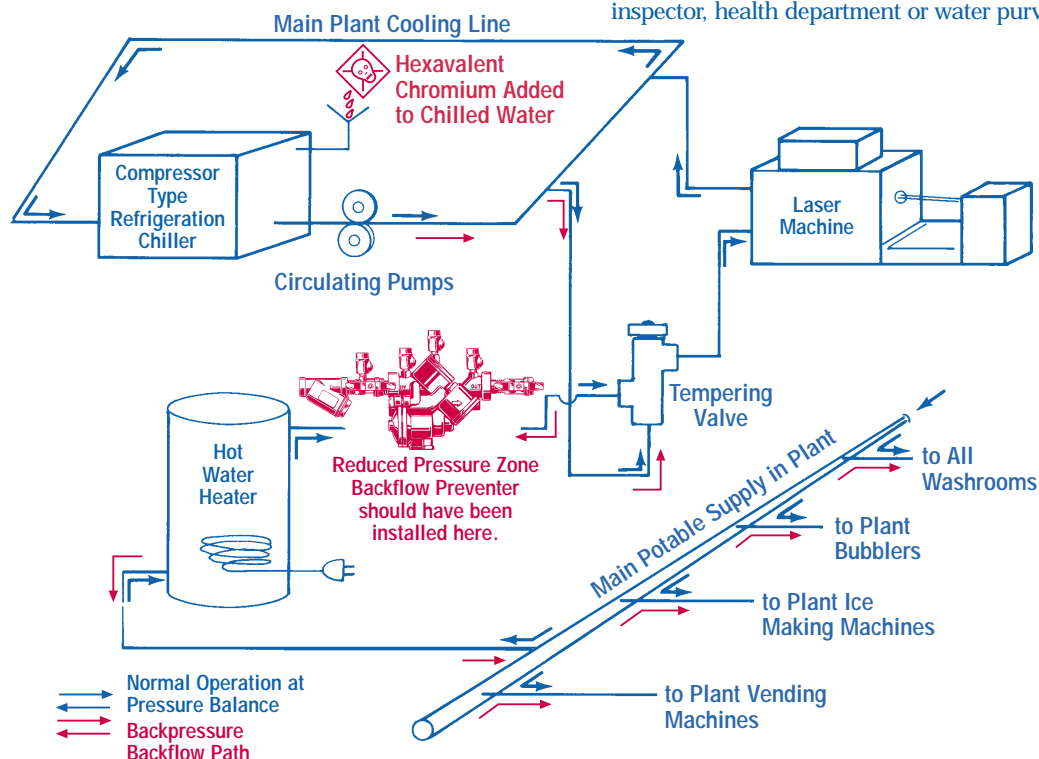 inspector, health department or water purv
Main Plant Cooling Line
Hexavalent
Chromium Added
to Chilled Water
Compressor
Type
Refrigeration
Chiller
Laser
Machine
Circulating Pumps
Tempering
Valve
Hot
Water
Heater
Reduced Pressure Zone
Backflow Preventer
should have been
installed here.
Main Potable Supply in Plant
to All
Washrooms
to Plant
Bubblers
to Plant Ice
Making Machines
to Plant Vending
Machines
Normal Operation at
Pressure Balance
Backpressure
Backflow Path